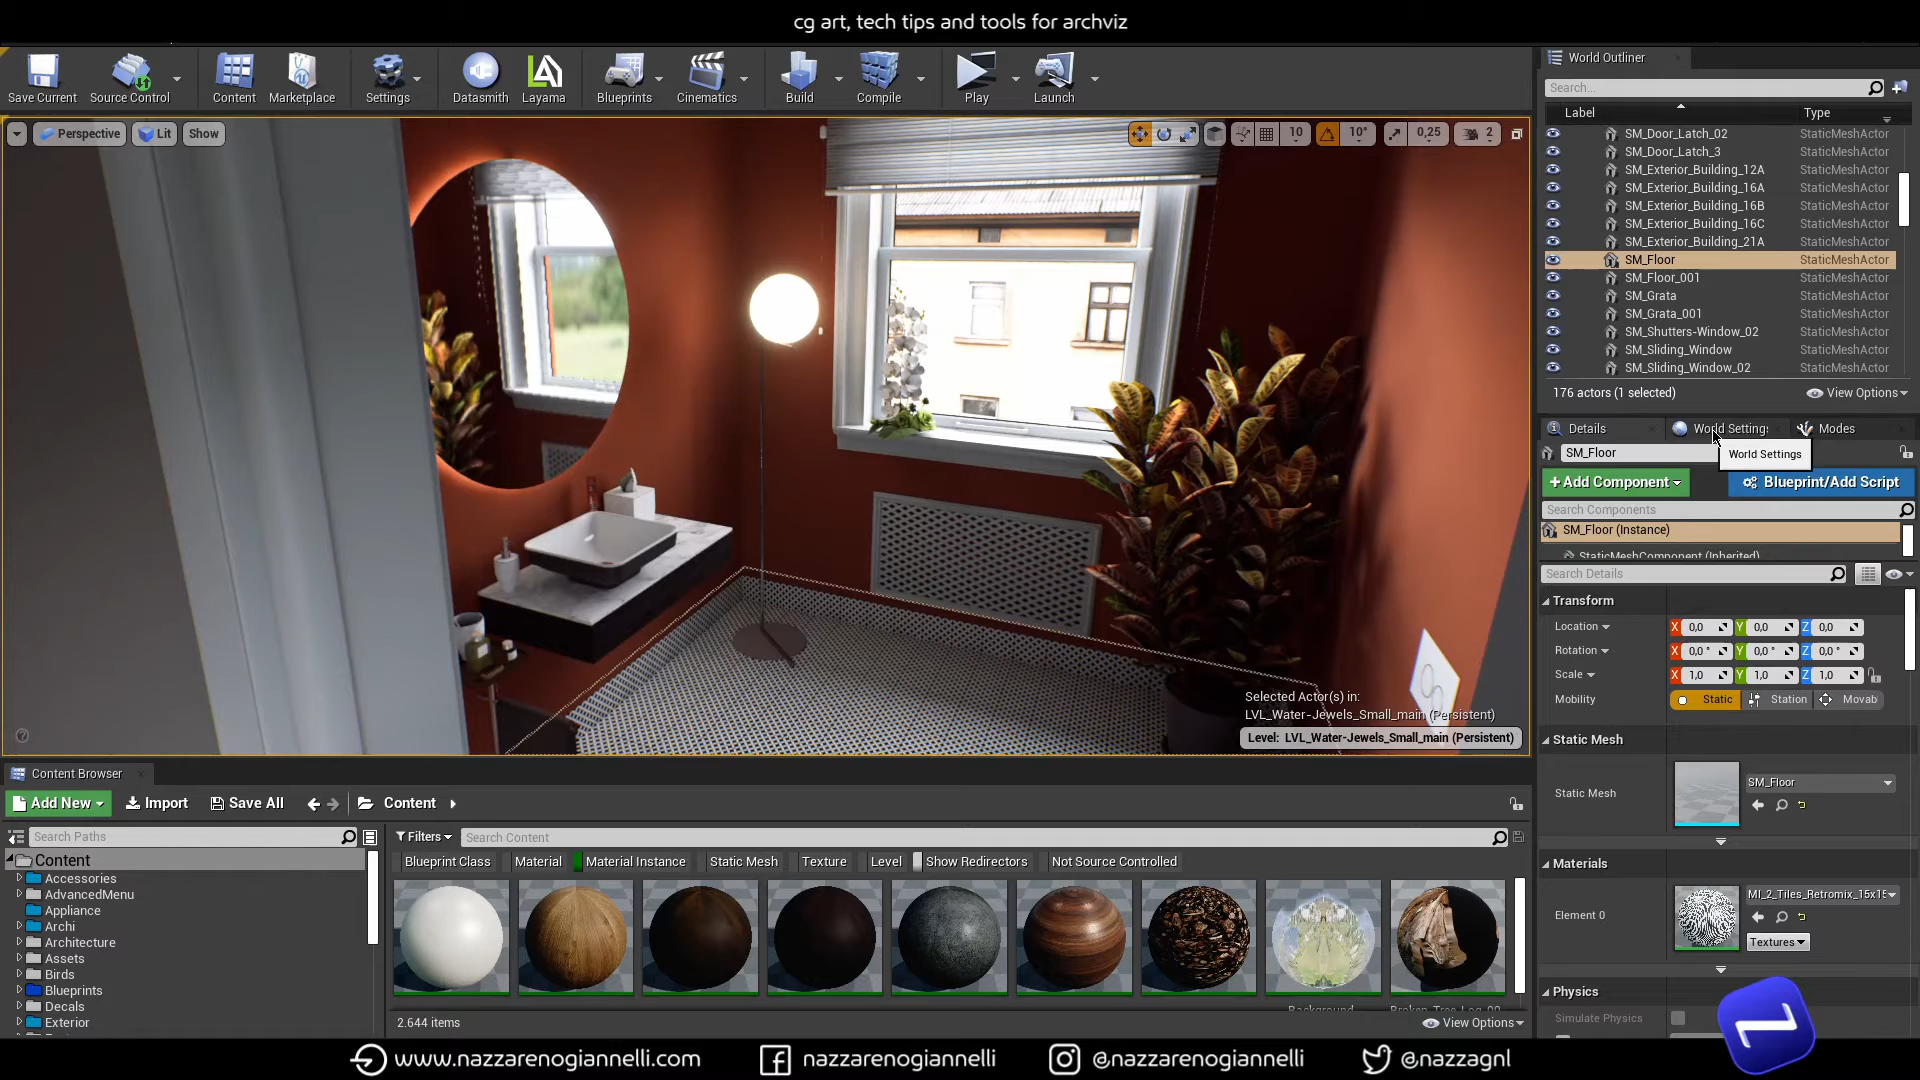 cg art, tech tips and tools for archviz
Save Current
Source Control
Content
Marketplace
Settings
Datasmith
Layama
Blueprints
Cinematics
Build
Compile
Play
Launch
Perspective
Lit
Show
10
10°
0,25
2
Selected Actor(s) in:
LVL_Water-Jewels_Small_main (Persistent)
Level: LVL_Water-Jewels_Small_main (Persistent)
World Outliner
Search...
Label Type
SM_Door_Latch_02 StaticMeshActor
SM_Door_Latch_3 StaticMeshActor
SM_Exterior_Building_12A StaticMeshActor
SM_Exterior_Building_16A StaticMeshActor
SM_Exterior_Building_16B StaticMeshActor
SM_Exterior_Building_16C StaticMeshActor
SM_Exterior_Building_21A StaticMeshActor
SM_Floor StaticMeshActor
SM_Floor_001 StaticMeshActor
SM_Grata StaticMeshActor
SM_Grata_001 StaticMeshActor
SM_Shutters-Window_02 StaticMeshActor
SM_Sliding_Window StaticMeshActor
SM_Sliding_Window_02 StaticMeshActor
176 actors (1 selected) View Options
Details World Settings Modes
SM_Floor
World Settings
+Add Component Blueprint/Add Script
Search Components
SM_Floor (Instance)
StaticMeshComponent (Inherited)
Search Details
Transform
Location X 0,0 Y 0,0 Z 0,0
Rotation X 0,0 ° Y 0,0 ° Z 0,0 °
Scale X 1,0 Y 1,0 Z 1,0
Mobility Static Station Movab
Static Mesh
Static Mesh SM_Floor
Materials
Element 0 MI_2_Tiles_Retromix_15x15
Textures
Physics
Simulate Physics
Content Browser
Add New Import Save All Content
Search Paths
Content
Accessories
AdvancedMenu
Appliance
Archi
Architecture
Assets
Birds
Blueprints
Decals
Exterior
Filters Search Content
Blueprint Class Material Material Instance Static Mesh Texture Level Show Redirectors Not Source Controlled
2.644 items View Options
www.nazzarenogiannelli.com nazzarenogiannelli @nazzarenogiannelli @nazzagnl